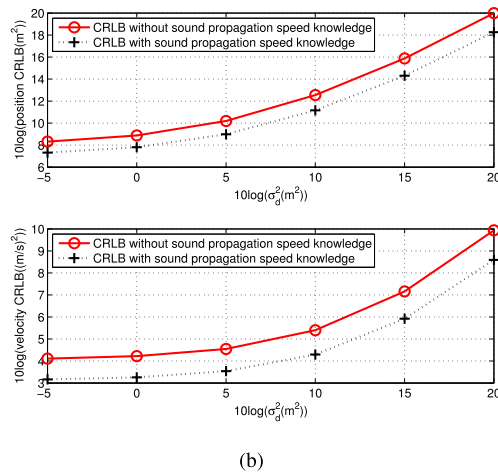 20
18
16
14
12
10
8
6
10log(position CRLB(m²))
CRLB without sound propagation speed knowledge
CRLB with sound propagation speed knowledge
−5 0 5 10 15 20
10log(σ²d(m²))
10
9
8
7
6
5
4
3
10log(velocity CRLB((m/s)²))
CRLB without sound propagation speed knowledge
CRLB with sound propagation speed knowledge
−5 0 5 10 15 20
10log(σ²d(m²))
(b)